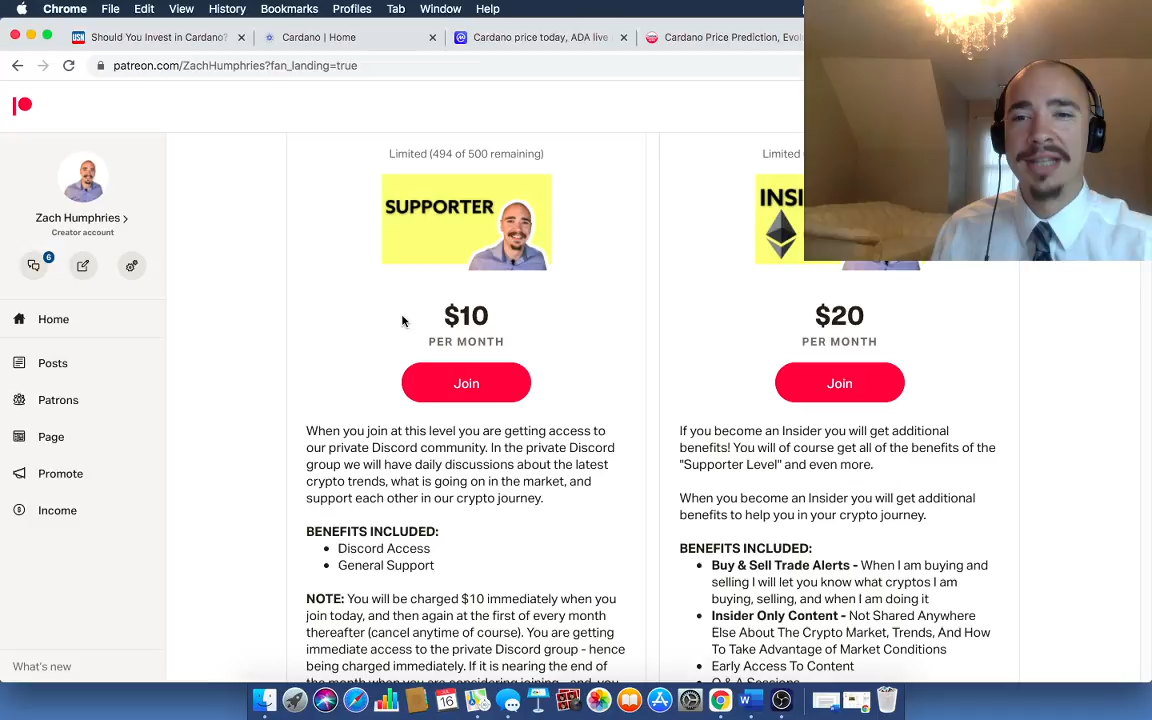 Chrome File Edit View History Bookmarks Profiles Tab Window Help
USN Should You Invest in Cardano? Cardano | Home Cardano price today, ADA live Cardano Price Prediction, Evol
patreon.com/ZachHumphries?fan_landing=true
Zach Humphries
Creator account
6
Home
Posts
Patrons
Page
Promote
Income
What's new
Limited (494 of 500 remaining)
SUPPORTER
$10
PER MONTH
Join
When you join at this level you are getting access to
our private Discord community. In the private Discord
group we will have daily discussions about the latest
crypto trends, what is going on in the market, and
support each other in our crypto journey.
BENEFITS INCLUDED:
• Discord Access
• General Support
NOTE: You will be charged $10 immediately when you
join today, and then again at the first of every month
thereafter (cancel anytime of course). You are getting
immediate access to the private Discord group - hence
being charged immediately. If it is nearing the end of
the month when you are considering joining - and you
Limited
INSI
$20
PER MONTH
Join
If you become an Insider you will get additional
benefits! You will of course get all of the benefits of the
"Supporter Level" and even more.
When you become an Insider you will get additional
benefits to help you in your crypto journey.
BENEFITS INCLUDED:
• Buy & Sell Trade Alerts - When I am buying and
selling I will let you know what cryptos I am
buying, selling, and when I am doing it
• Insider Only Content - Not Shared Anywhere
Else About The Crypto Market, Trends, And How
To Take Advantage of Market Conditions
• Early Access To Content
• Q & A Sessions
16